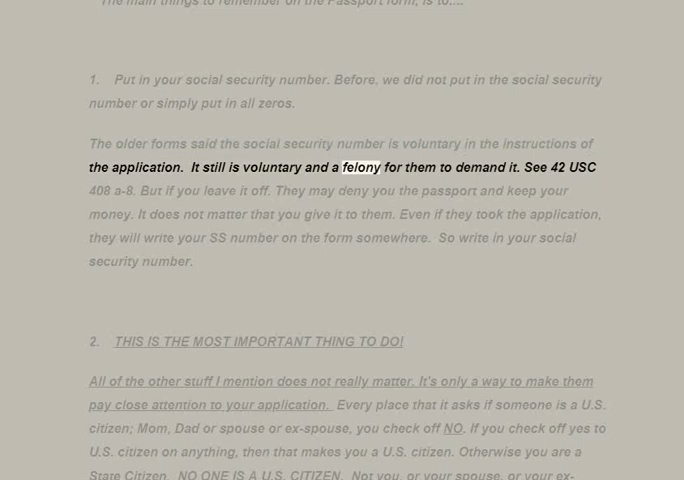 The main things to remember on the Passport form, is to....
1. Put in your social security number. Before, we did not put in the social security
number or simply put in all zeros.
The older forms said the social security number is voluntary in the instructions of
the application. It still is voluntary and a felony for them to demand it. See 42 USC
408 a-8. But if you leave it off. They may deny you the passport and keep your
money. It does not matter that you give it to them. Even if they took the application,
they will write your SS number on the form somewhere. So write in your social
security number.
2. THIS IS THE MOST IMPORTANT THING TO DO!
All of the other stuff I mention does not really matter. It's only a way to make them
pay close attention to your application. Every place that it asks if someone is a U.S.
citizen; Mom, Dad or spouse or ex-spouse, you check off NO. If you check off yes to
U.S. citizen on anything, then that makes you a U.S. citizen. Otherwise you are a
State Citizen. NO ONE IS A U.S. CITIZEN. Not you, or your spouse, or your ex-